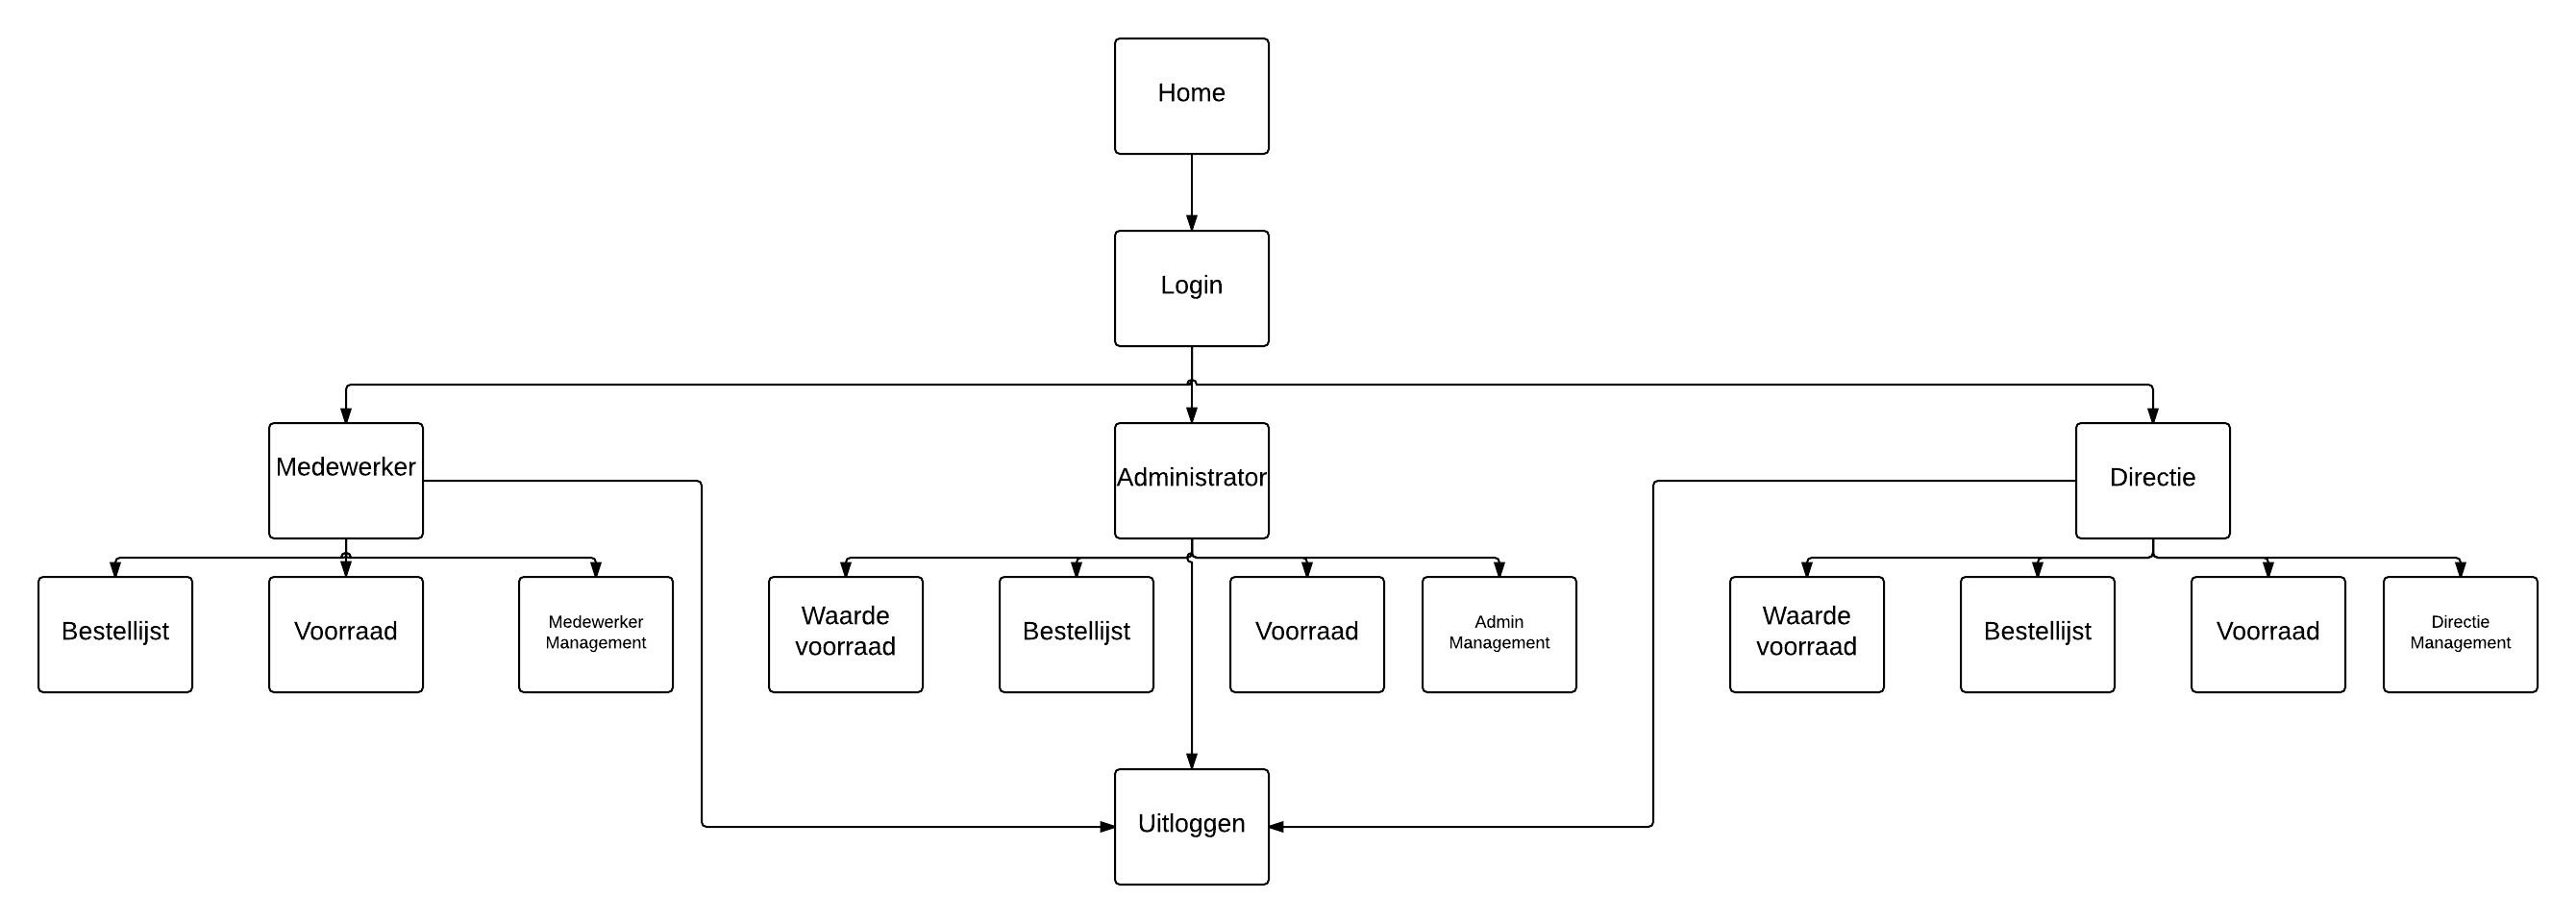 Home
Login
Medewerker
Administrator
Directie
Bestellijst
Voorraad
Medewerker
Management
Waarde
voorraad
Bestellijst
Voorraad
Admin
Management
Waarde
voorraad
Bestellijst
Voorraad
Directie
Management
Uitloggen